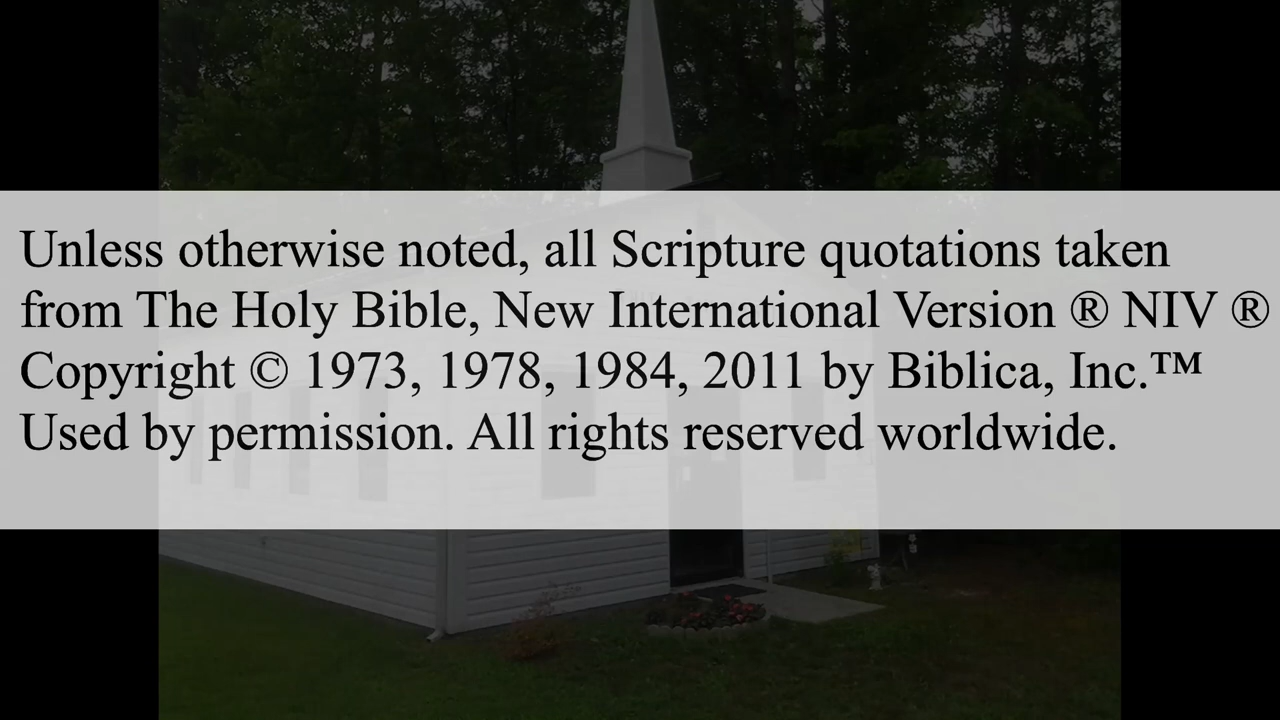 Unless otherwise noted, all Scripture quotations taken
from The Holy Bible, New International Version ® NIV ®
Copyright © 1973, 1978, 1984, 2011 by Biblica, Inc.™
Used by permission. All rights reserved worldwide.